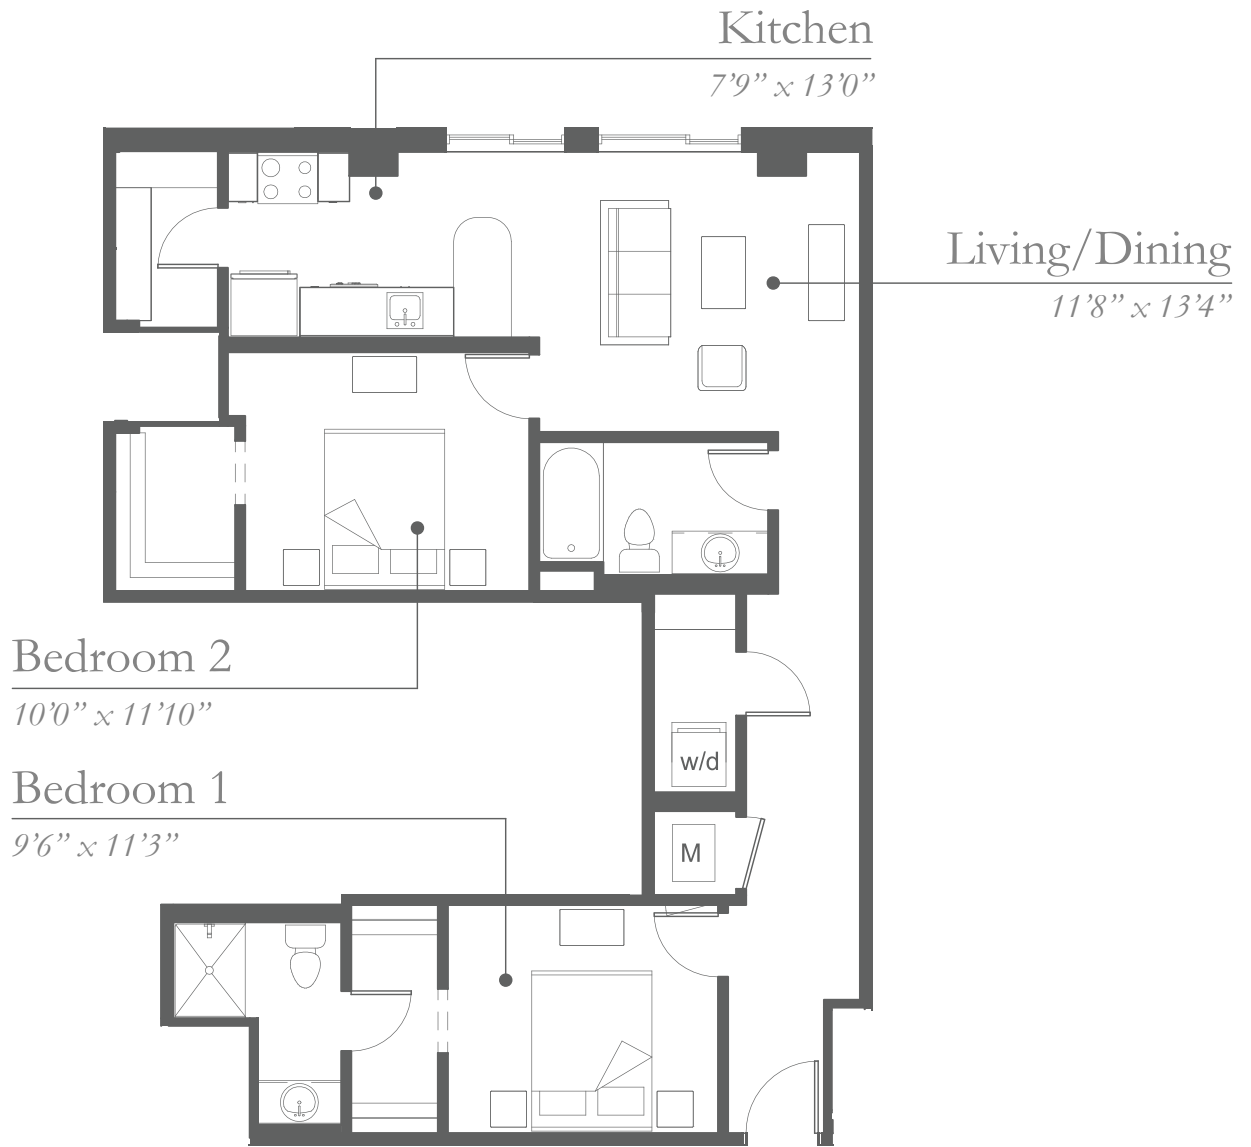 Kitchen
7’9” x 13’0”
Living/Dining
11’8” x 13’4”
Bedroom 2
10’0” x 11’10”
w/d
Bedroom 1
9’6” x 11’3”
M